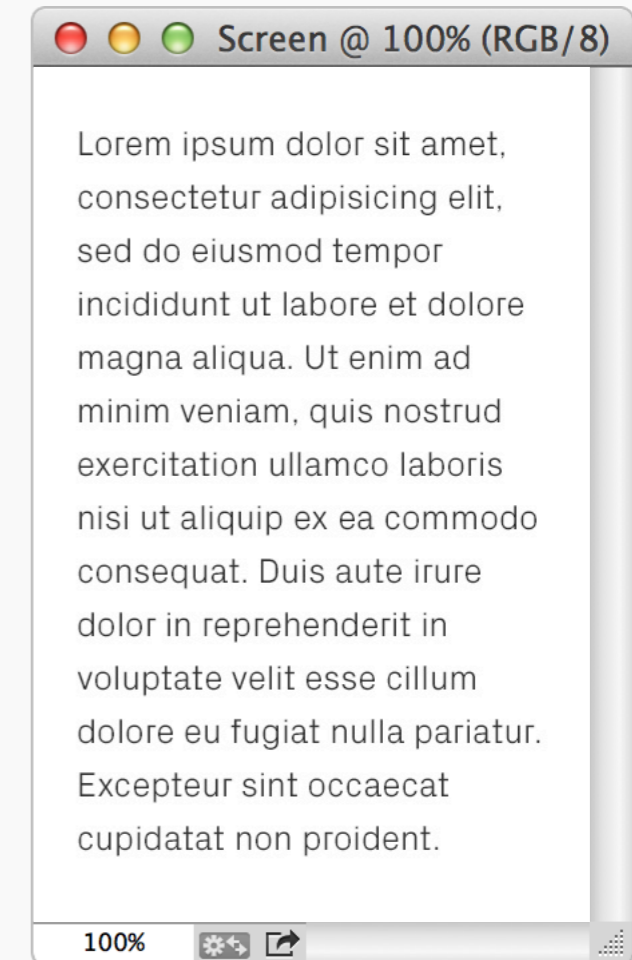 Screen @ 100% (RGB/8)
Lorem ipsum dolor sit amet,
consectetur adipisicing elit,
sed do eiusmod tempor
incididunt ut labore et dolore
magna aliqua. Ut enim ad
minim veniam, quis nostrud
exercitation ullamco laboris
nisi ut aliquip ex ea commodo
consequat. Duis aute irure
dolor in reprehenderit in
voluptate velit esse cillum
dolore eu fugiat nulla pariatur.
Excepteur sint occaecat
cupidatat non proident.
100%